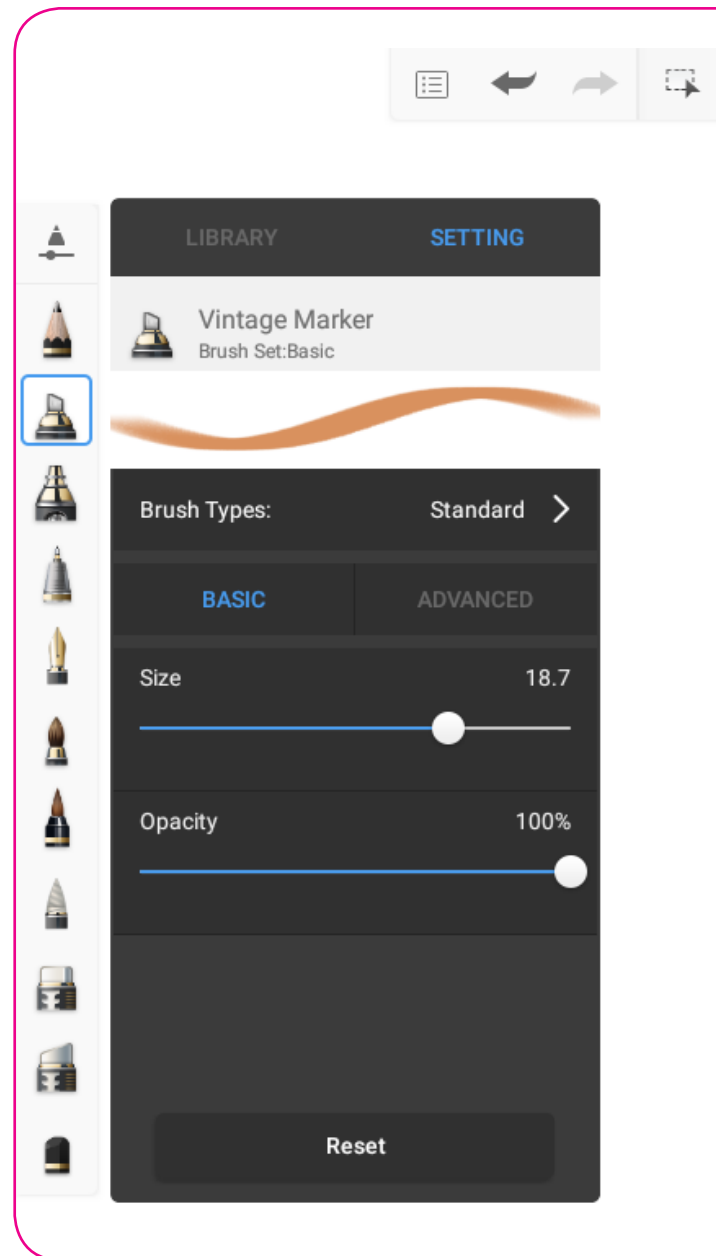 LIBRARY SETTING
Vintage Marker
Brush Set:Basic
Brush Types: Standard
BASIC ADVANCED
Size 18.7
Opacity 100%
Reset